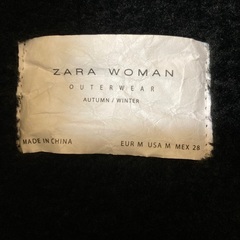 ZARA WOMAN
OUTERWEAR
AUTUMN / WINTER
MADE IN CHINA
EUR M USA M MEX 28